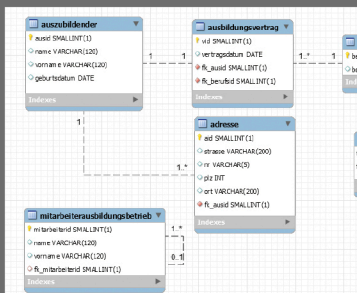 auszubildender
ausid SMALLINT(1)
name VARCHAR(120)
vorname VARCHAR(120)
geburtsdatum DATE
Indexes
1
1
ausbildungsvertrag
vid SMALLINT(1)
vertragsdatum DATE
fk_ausid SMALLINT(1)
fk_berufsid SMALLINT(1)
Indexes
1..*
1
be
be
1
1..*
adresse
aid SMALLINT(1)
strasse VARCHAR(200)
nr VARCHAR(5)
plz INT
ort VARCHAR(200)
fk_ausid SMALLINT(1)
Indexes
mitarbeiterausbildungsbetrieb
mitarbeiterid SMALLINT(1)
name VARCHAR(120)
vorname VARCHAR(120)
fk_mitarbeiterid SMALLINT(1)
Indexes
1..*
0..1